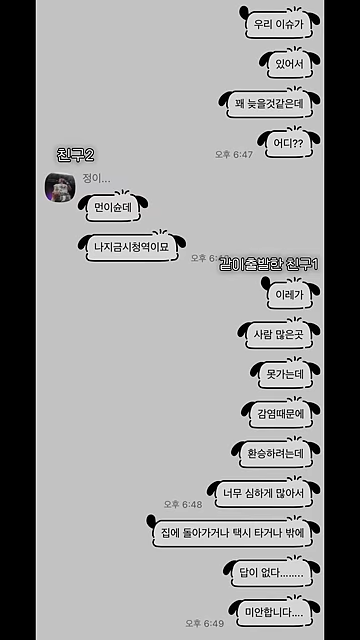 우리 이슈가
있어서
꽤 늦을것같은데
어디??
오후 6:47
친구2
정이...
먼이슌데
나지금시청역이묘
같이출발한 친구1
이레가
사람 많은곳
못가는데
감염때문에
환승하려는데
너무 심하게 많아서
오후 6:48
집에 돌아가거나 택시 타거나 밖에
답이 없다........
미안합니다....
오후 6:49